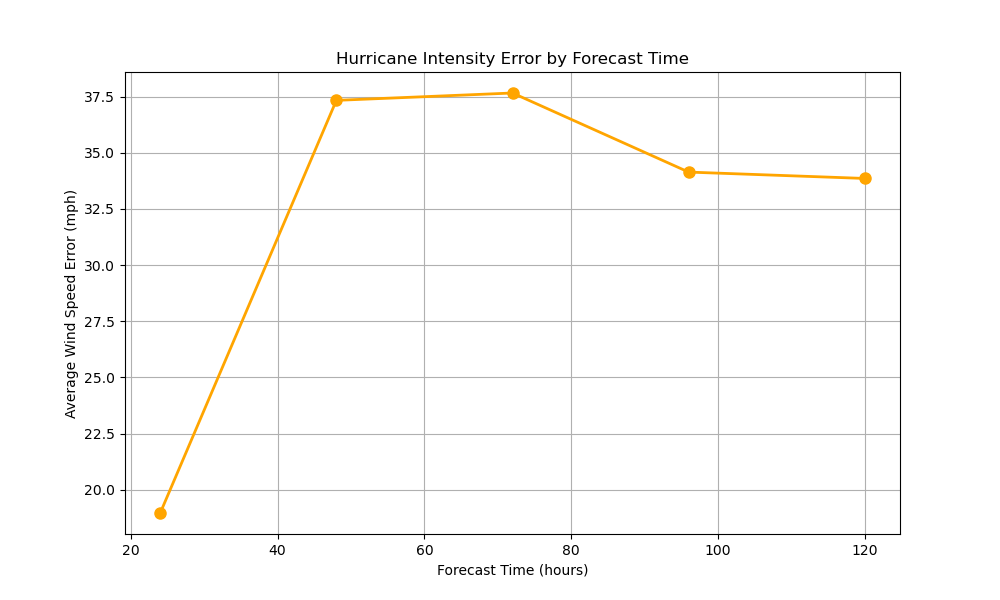 Hurricane Intensity Error by Forecast Time
37.5
35.0
32.5
30.0
27.5
25.0
22.5
20.0
Average Wind Speed Error (mph)
20 40 60 80 100 120
Forecast Time (hours)